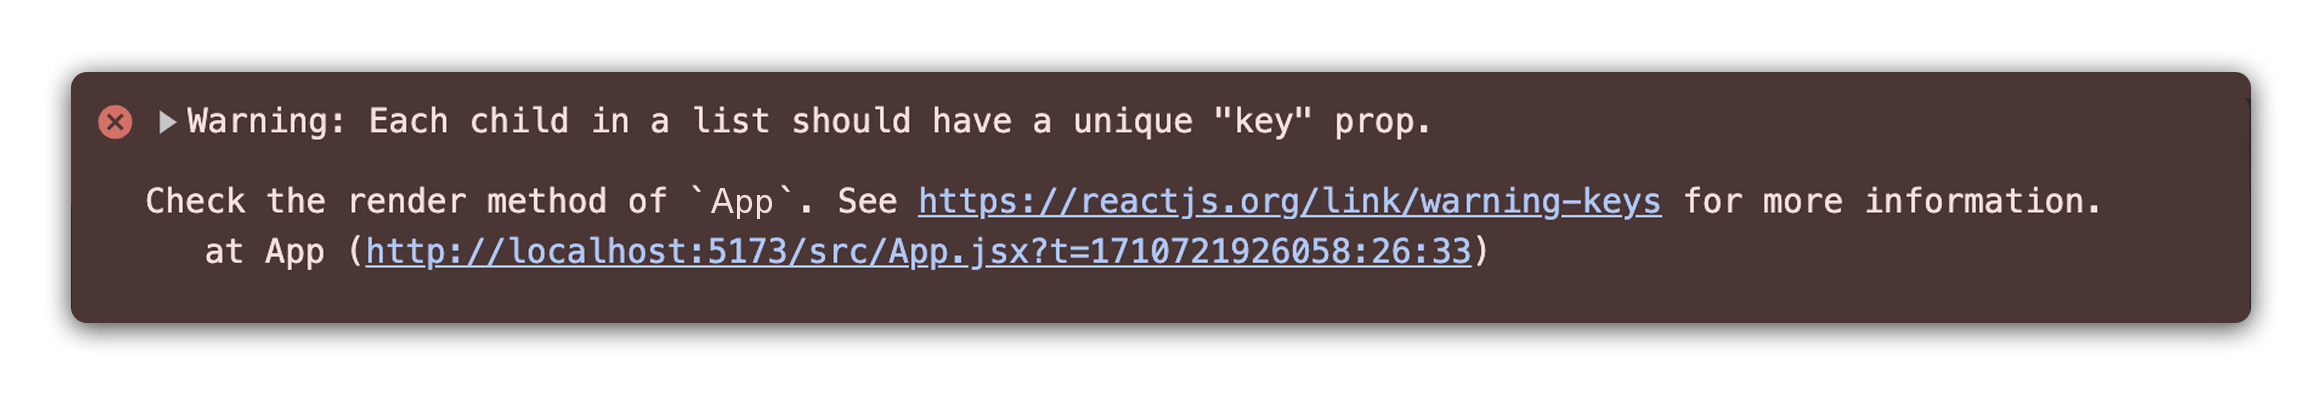 Warning: Each child in a list should have a unique "key" prop.
Check the render method of `App`. See https://reactjs.org/link/warning-keys for more information.
at App (http://localhost:5173/src/App.jsx?t=1710721926058:26:33)